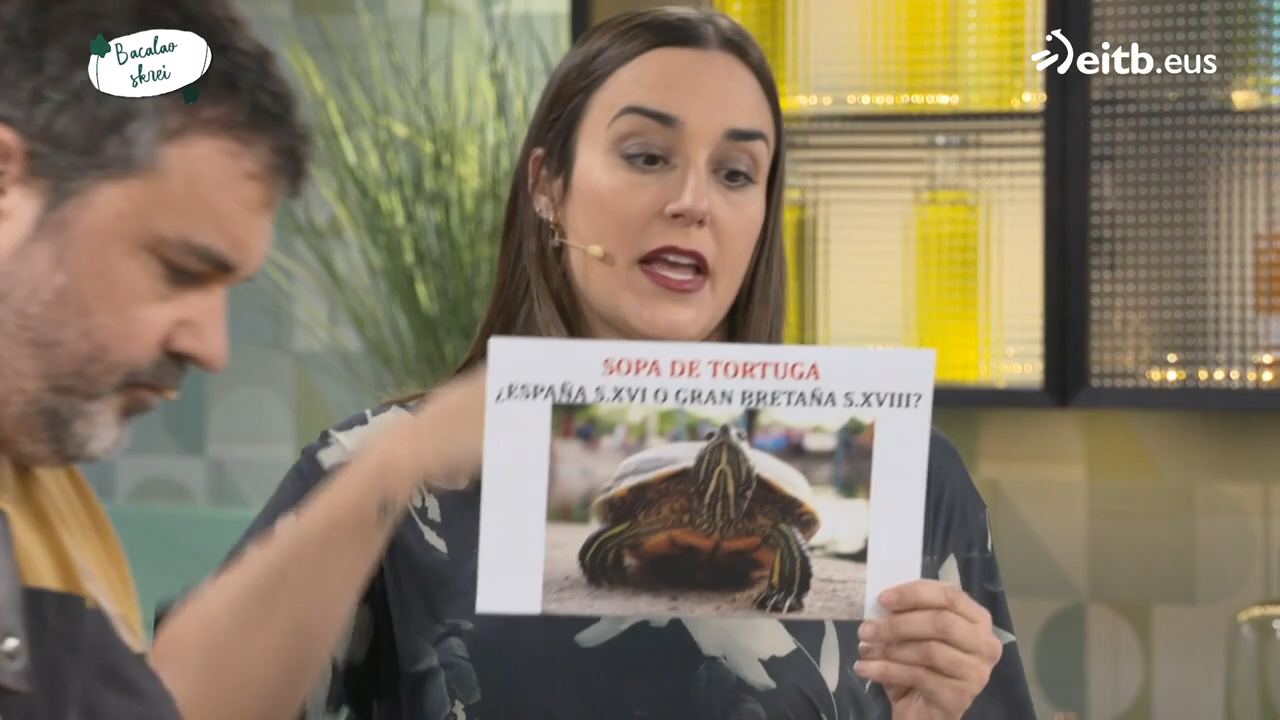 Bacalao
skrei
eitb.eus
SOPA DE TORTUGA
¿ESPAÑA S.XVI O GRAN BRETAÑA S.XVIII?